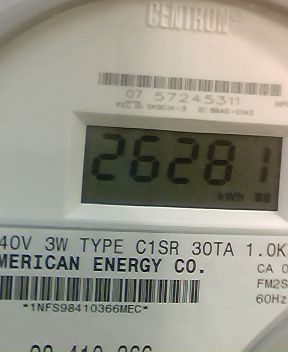 CENTRON®
07 57245311
26281
kWh
40V 3W TYPE C1SR 30TA 1.0K
MERICAN ENERGY CO.
CA 0
FM2S
60Hz
*1NFS98410366MEC*